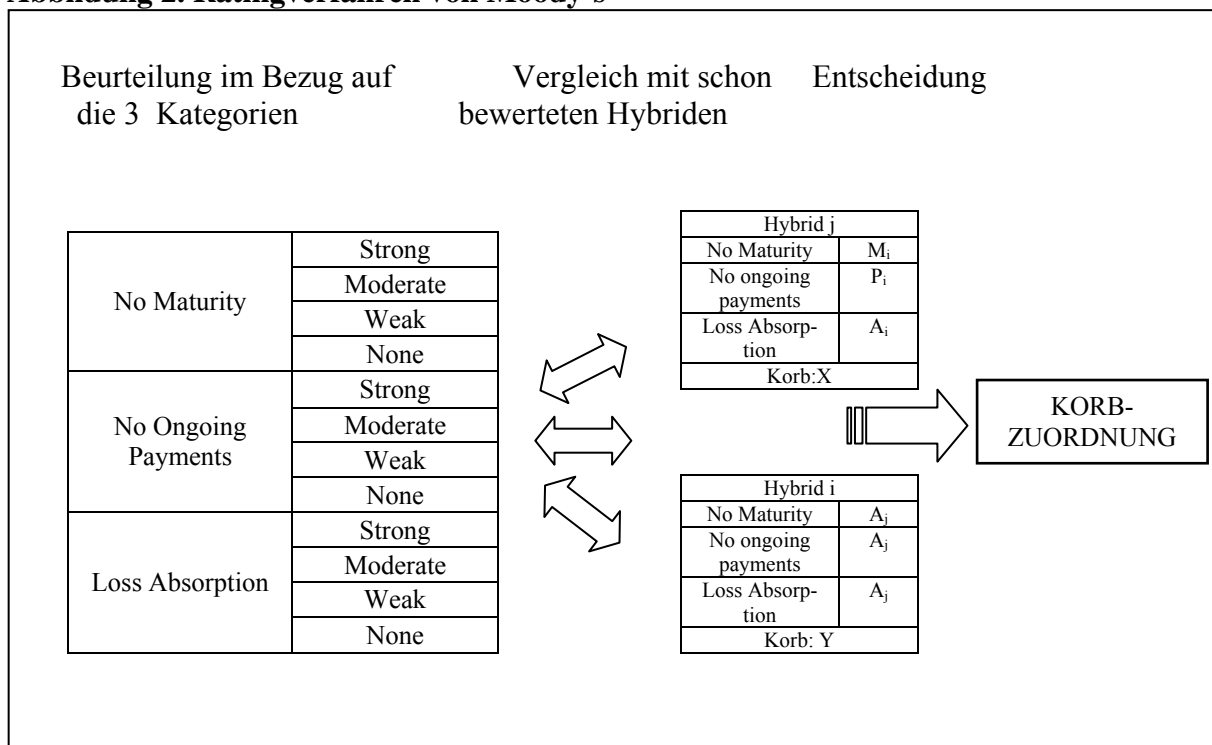 Abbildung 2: Ratingverfahren von Moody's
Beurteilung im Bezug auf
die 3 Kategorien
Vergleich mit schon
bewerteten Hybriden
Entscheidung
No Maturity
Strong
Moderate
Weak
None
No Ongoing
Payments
Strong
Moderate
Weak
None
Loss Absorption
Strong
Moderate
Weak
None
Hybrid j
No Maturity Mi
No ongoing Pi
payments
Loss Absorp- Ai
tion
Korb:X
Hybrid i
No Maturity Aj
No ongoing Aj
payments
Loss Absorp- Aj
tion
Korb: Y
KORB-
ZUORDNUNG